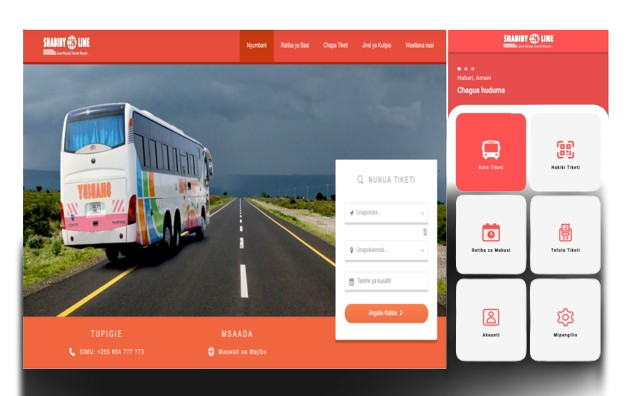 SHABIBY LINE
Nyumbani
Ratiba ya Basi
Chapa Tiketi
Jinsi ya Kulipia
Wasiliana nasi
SHABIBY
NUNUA TIKETI
Unapotoka ..
Unapokwenda ..
Tarehe ya kusafiri
Angalia Ratiba
TUPIGIE
SIMU: +255 654 777 773
MSAADA
Maswali na Majibu
SHABIBY LINE
Habari, Amani
Chagua huduma
Kata Tiketi
Hakiki Tiketi
Ratiba za Mabasi
Tafuta Tiketi
Akaunti
Mipangilio